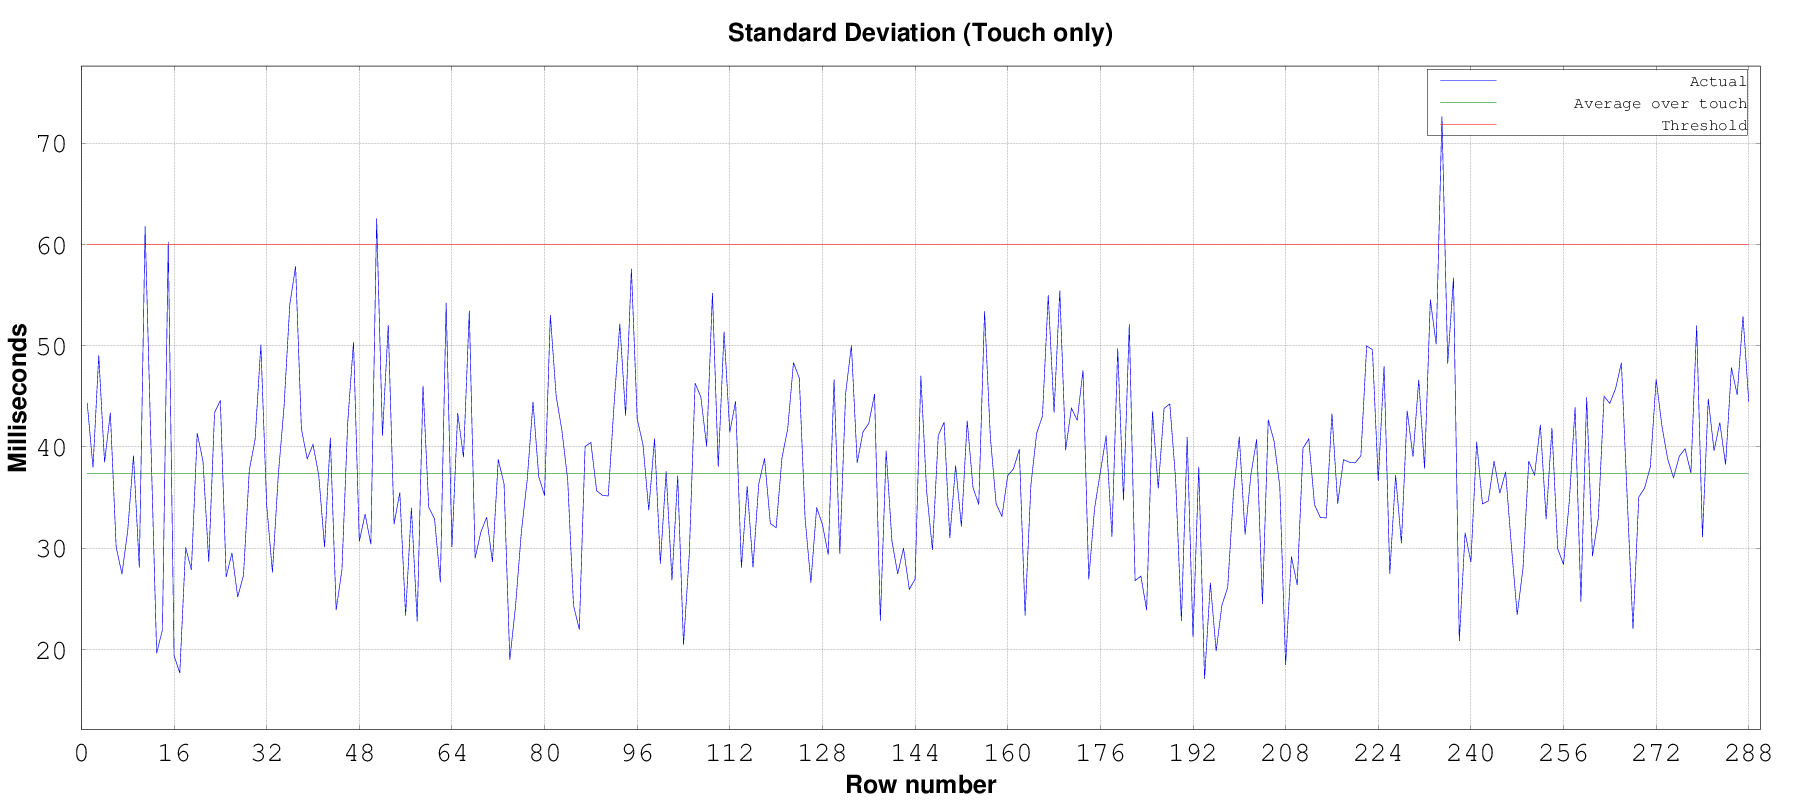 Standard Deviation (Touch only)
Actual
Average over touch
Threshold
70
60
50
40
30
20
Milliseconds
0 16 32 48 64 80 96 112 128 144 160 176 192 208 224 240 256 272 288
Row number